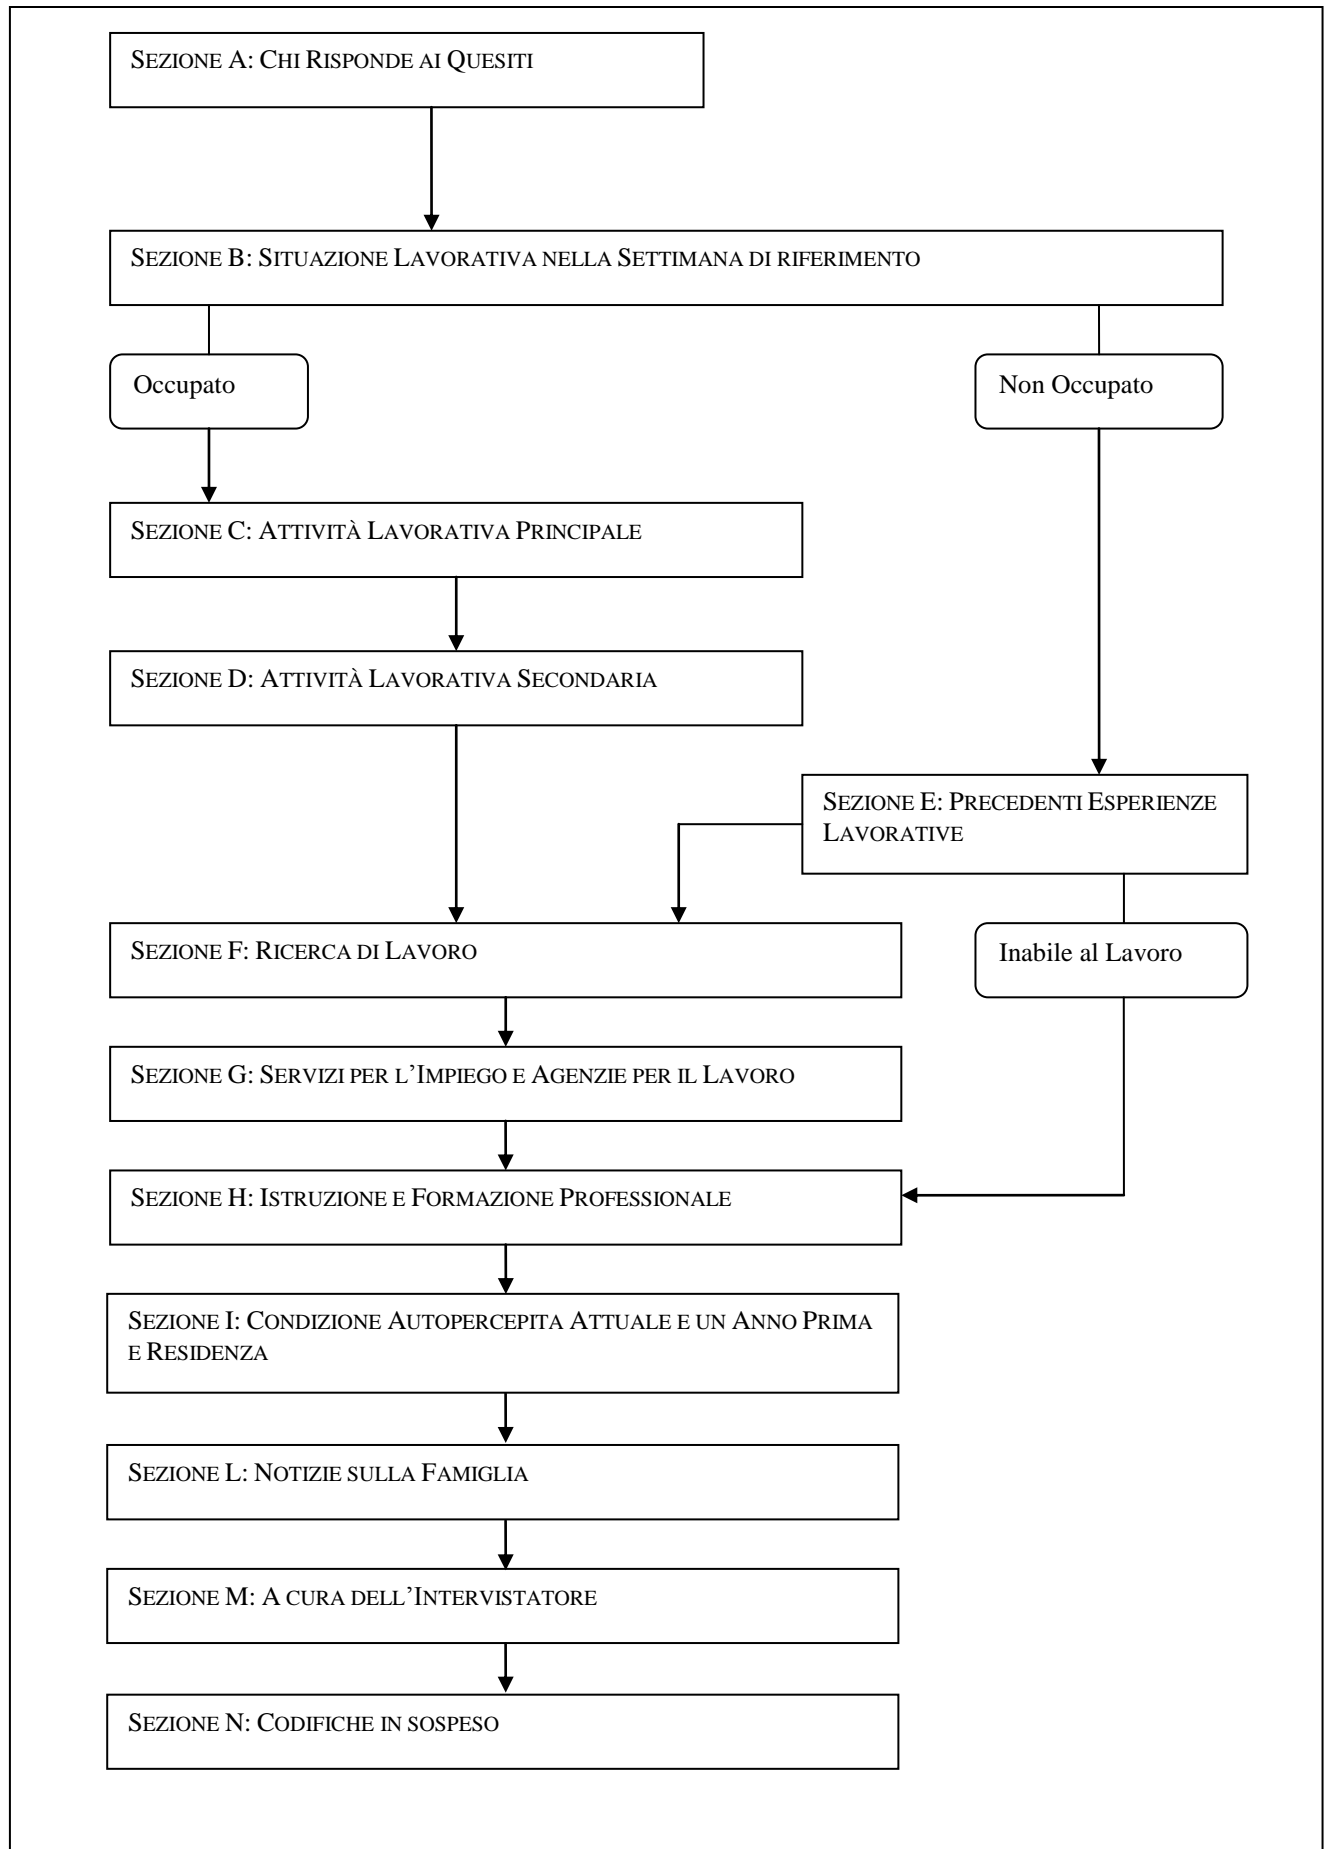 SEZIONE A: CHI RISPONDE AI QUESITI
SEZIONE B: SITUAZIONE LAVORATIVA NELLA SETTIMANA DI RIFERIMENTO
Occupato
Non Occupato
SEZIONE C: ATTIVITÀ LAVORATIVA PRINCIPALE
SEZIONE D: ATTIVITÀ LAVORATIVA SECONDARIA
SEZIONE E: PRECEDENTI ESPERIENZE
LAVORATIVE
SEZIONE F: RICERCA DI LAVORO
Inabile al Lavoro
SEZIONE G: SERVIZI PER L’IMPIEGO E AGENZIE PER IL LAVORO
SEZIONE H: ISTRUZIONE E FORMAZIONE PROFESSIONALE
SEZIONE I: CONDIZIONE AUTOPERCEPITA ATTUALE E UN ANNO PRIMA
E RESIDENZA
SEZIONE L: NOTIZIE SULLA FAMIGLIA
SEZIONE M: A CURA DELL’INTERVISTATORE
SEZIONE N: CODIFICHE IN SOSPESO